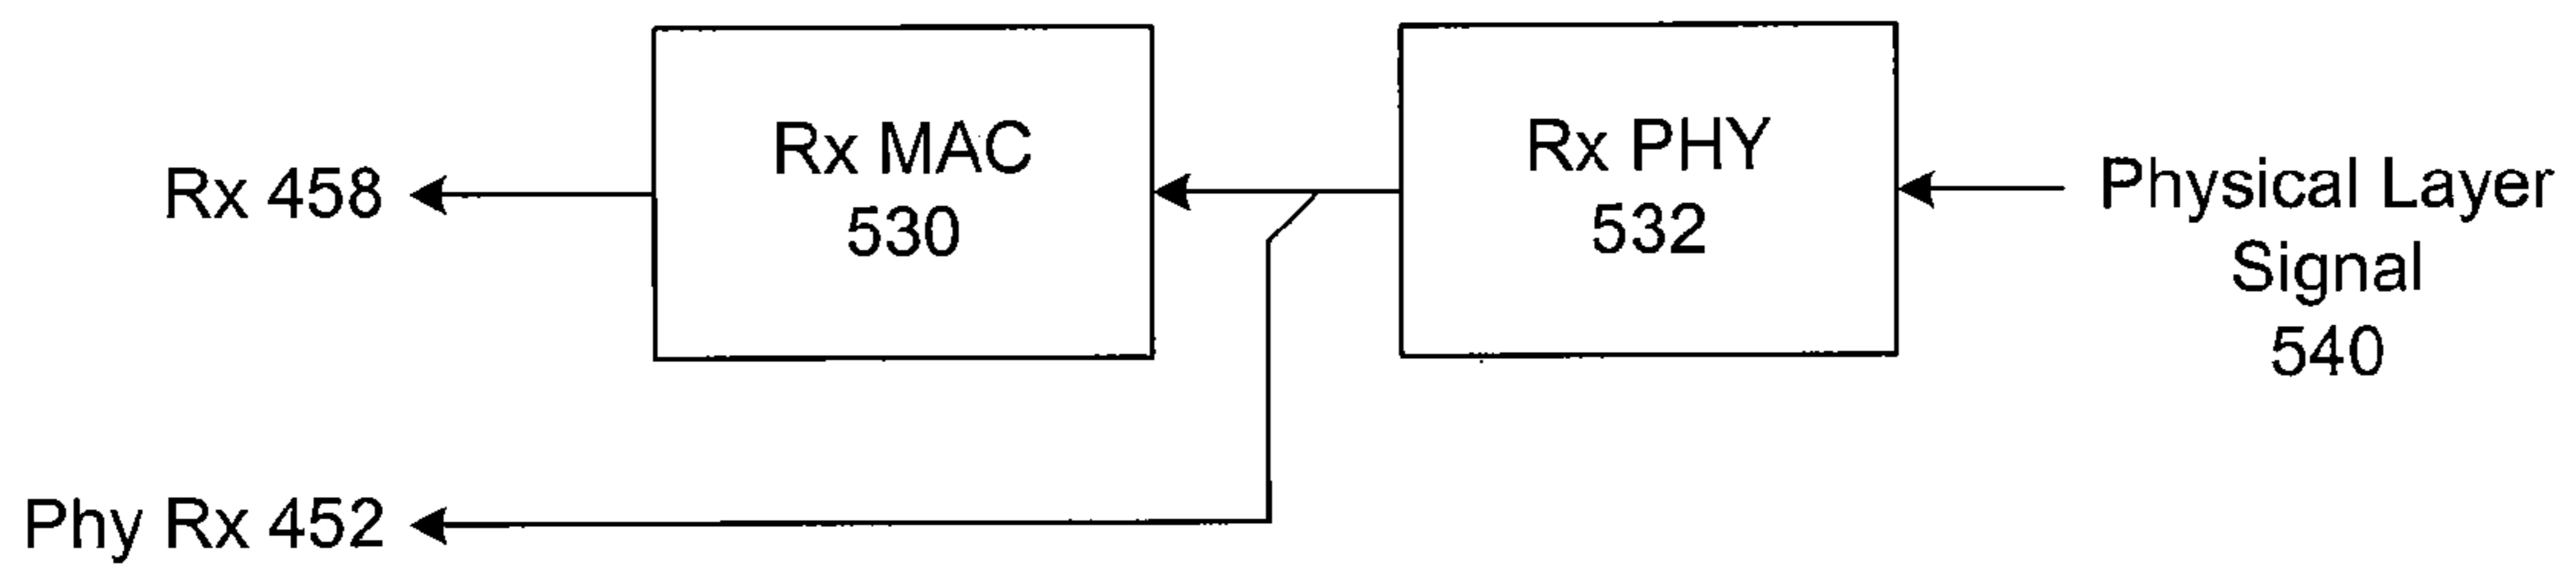 Rx 458
Rx MAC
530
Rx PHY
532
Physical Layer
Signal
540
Phy Rx 452